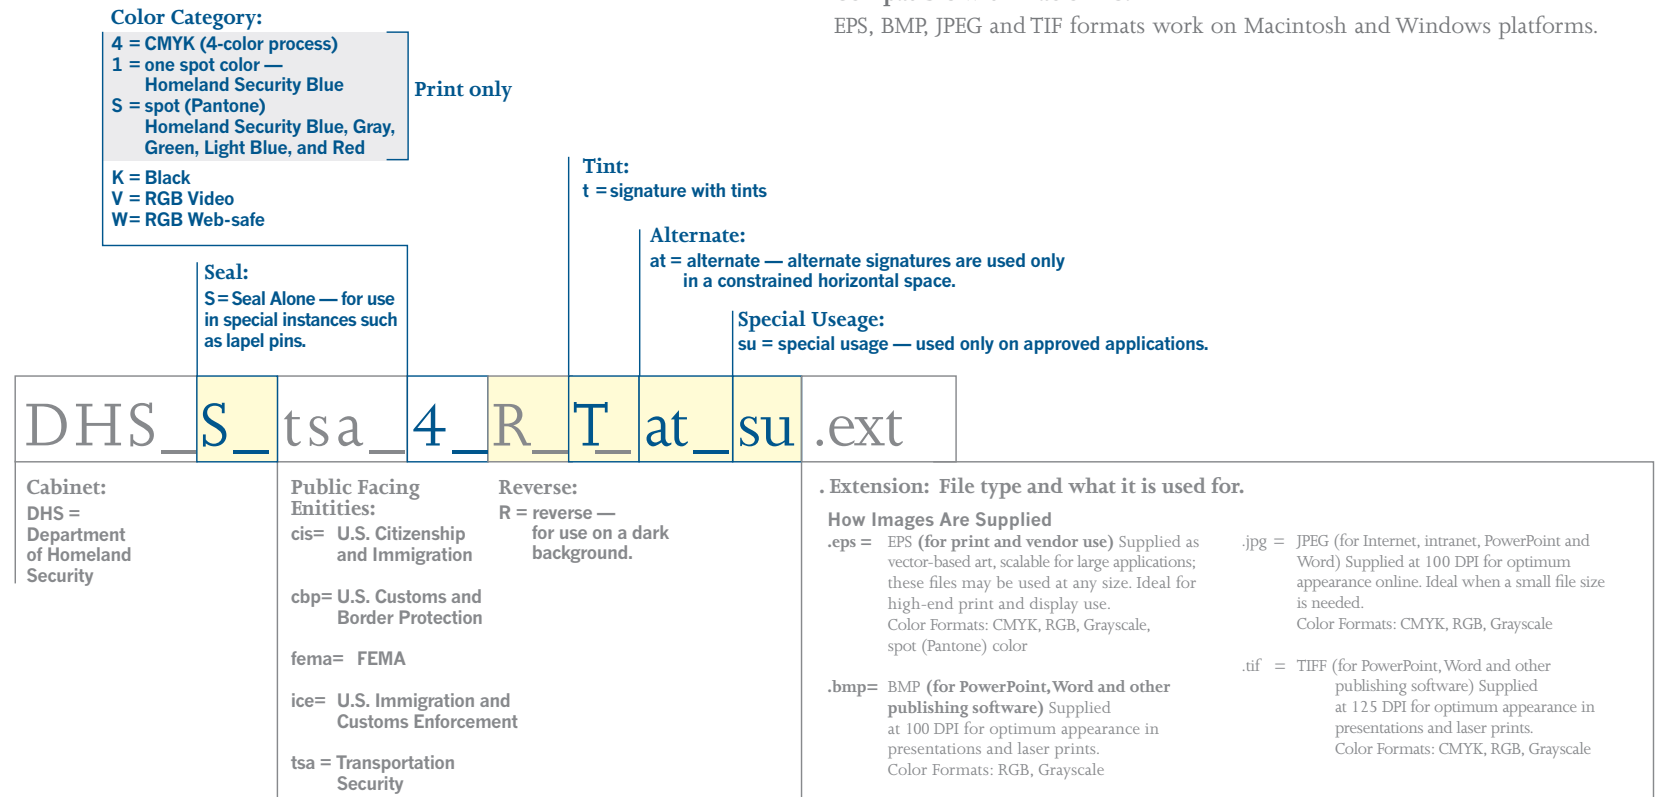 EPS, BMP, JPEG and TIF formats work on Macintosh and Windows platforms.
Color Category:
4 = CMYK (4-color process)
1 = one spot color —
Homeland Security Blue
S = spot (Pantone)
Homeland Security Blue, Gray,
Green, Light Blue, and Red
Print only
K = Black
V = RGB Video
W= RGB Web-safe
Seal:
S = Seal Alone — for use
in special instances such
as lapel pins.
Tint:
t = signature with tints
Alternate:
at = alternate — alternate signatures are used only
in a constrained horizontal space.
Special Useage:
su = special usage — used only on approved applications.
DHS_S_tsa_4_R_T_at_su.ext
Cabinet:
DHS =
Department
of Homeland
Security
Public Facing
Enitities:
cis= U.S. Citizenship
and Immigration
cbp= U.S. Customs and
Border Protection
fema= FEMA
ice= U.S. Immigration and
Customs Enforcement
tsa = Transportation
Security
Reverse:
R = reverse —
for use on a dark
background.
. Extension: File type and what it is used for.
How Images Are Supplied
.eps = EPS (for print and vendor use) Supplied as
vector-based art, scalable for large applications;
these files may be used at any size. Ideal for
high-end print and display use.
Color Formats: CMYK, RGB, Grayscale,
spot (Pantone) color
.bmp= BMP (for PowerPoint, Word and other
publishing software) Supplied
at 100 DPI for optimum appearance in
presentations and laser prints.
Color Formats: RGB, Grayscale
.jpg = JPEG (for Internet, intranet, PowerPoint and
Word) Supplied at 100 DPI for optimum
appearance online. Ideal when a small file size
is needed.
Color Formats: CMYK, RGB, Grayscale
.tif = TIFF (for PowerPoint, Word and other
publishing software) Supplied
at 125 DPI for optimum appearance in
presentations and laser prints.
Color Formats: CMYK, RGB, Grayscale